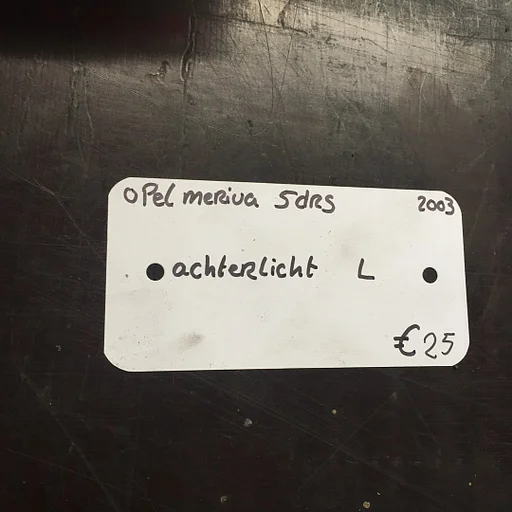 Opel meriva 5drs 2003
achterlicht L
€25